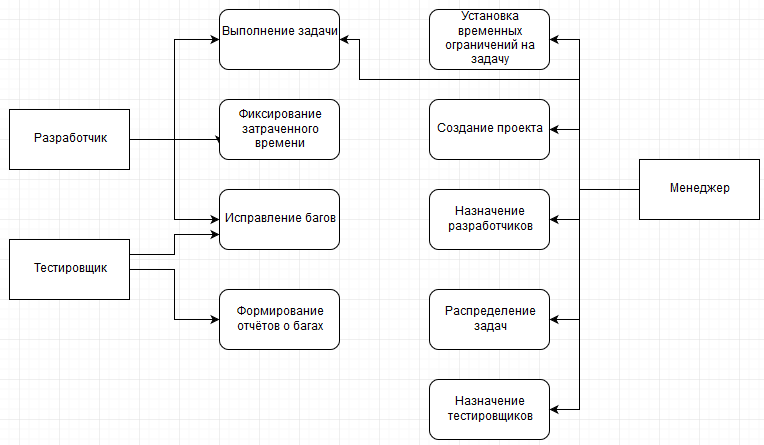 Выполнение задачи
Установка
временных
ограничений на
задачу
Фиксирование
затраченного
времени
Создание проекта
Разработчик
Менеджер
Исправление багов
Назначение
разработчиков
Тестировщик
Формирование
отчётов о багах
Распределение
задач
Назначение
тестировщиков